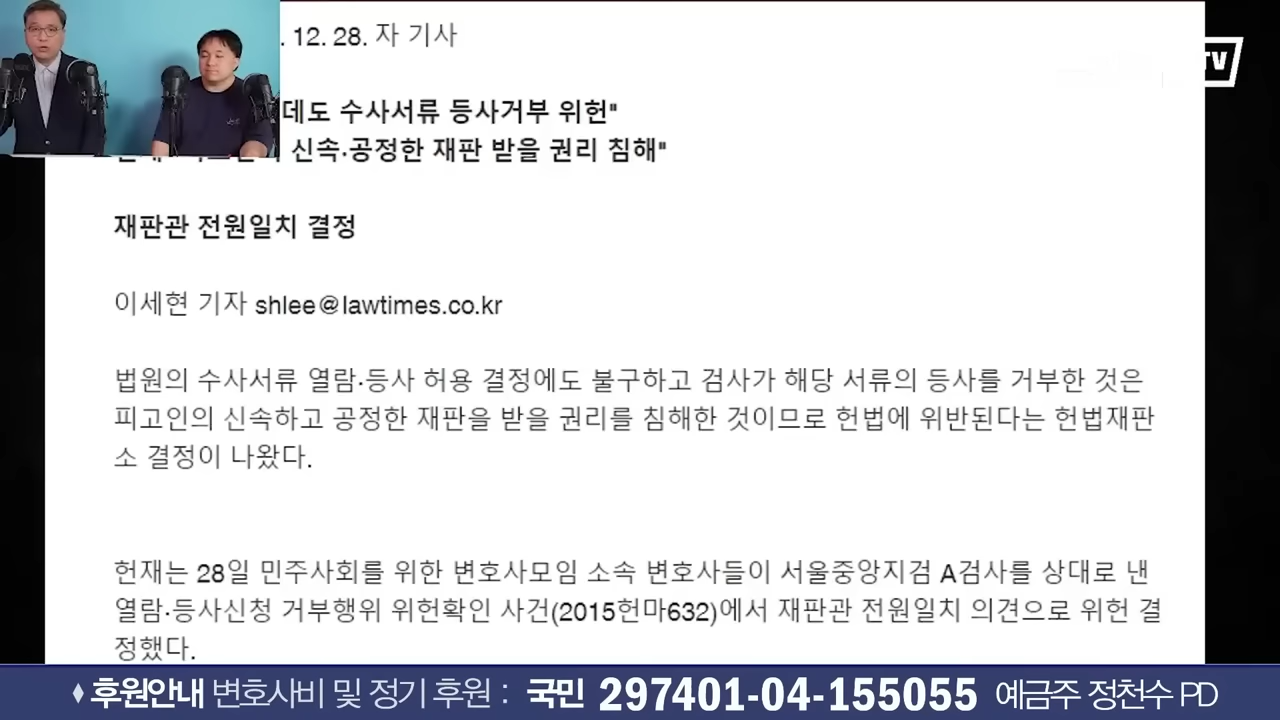 . 12. 28. 자 기사
TV
데도 수사서류 등사거부 위헌"
신속·공정한 재판 받을 권리 침해"
재판관 전원일치 결정
이세현 기자 shlee@lawtimes.co.kr
법원의 수사서류 열람·등사 허용 결정에도 불구하고 검사가 해당 서류의 등사를 거부한 것은
피고인의 신속하고 공정한 재판을 받을 권리를 침해한 것이므로 헌법에 위반된다는 헌법재판
소 결정이 나왔다.
헌재는 28일 민주사회를 위한 변호사모임 소속 변호사들이 서울중앙지검 A검사를 상대로 낸
열람·등사신청 거부행위 위헌확인 사건(2015헌마632)에서 재판관 전원일치 의견으로 위헌 결
정했다.
♦ 후원안내 변호사비 및 정기 후원 : 국민 297401-04-155055 예금주 정천수 PD